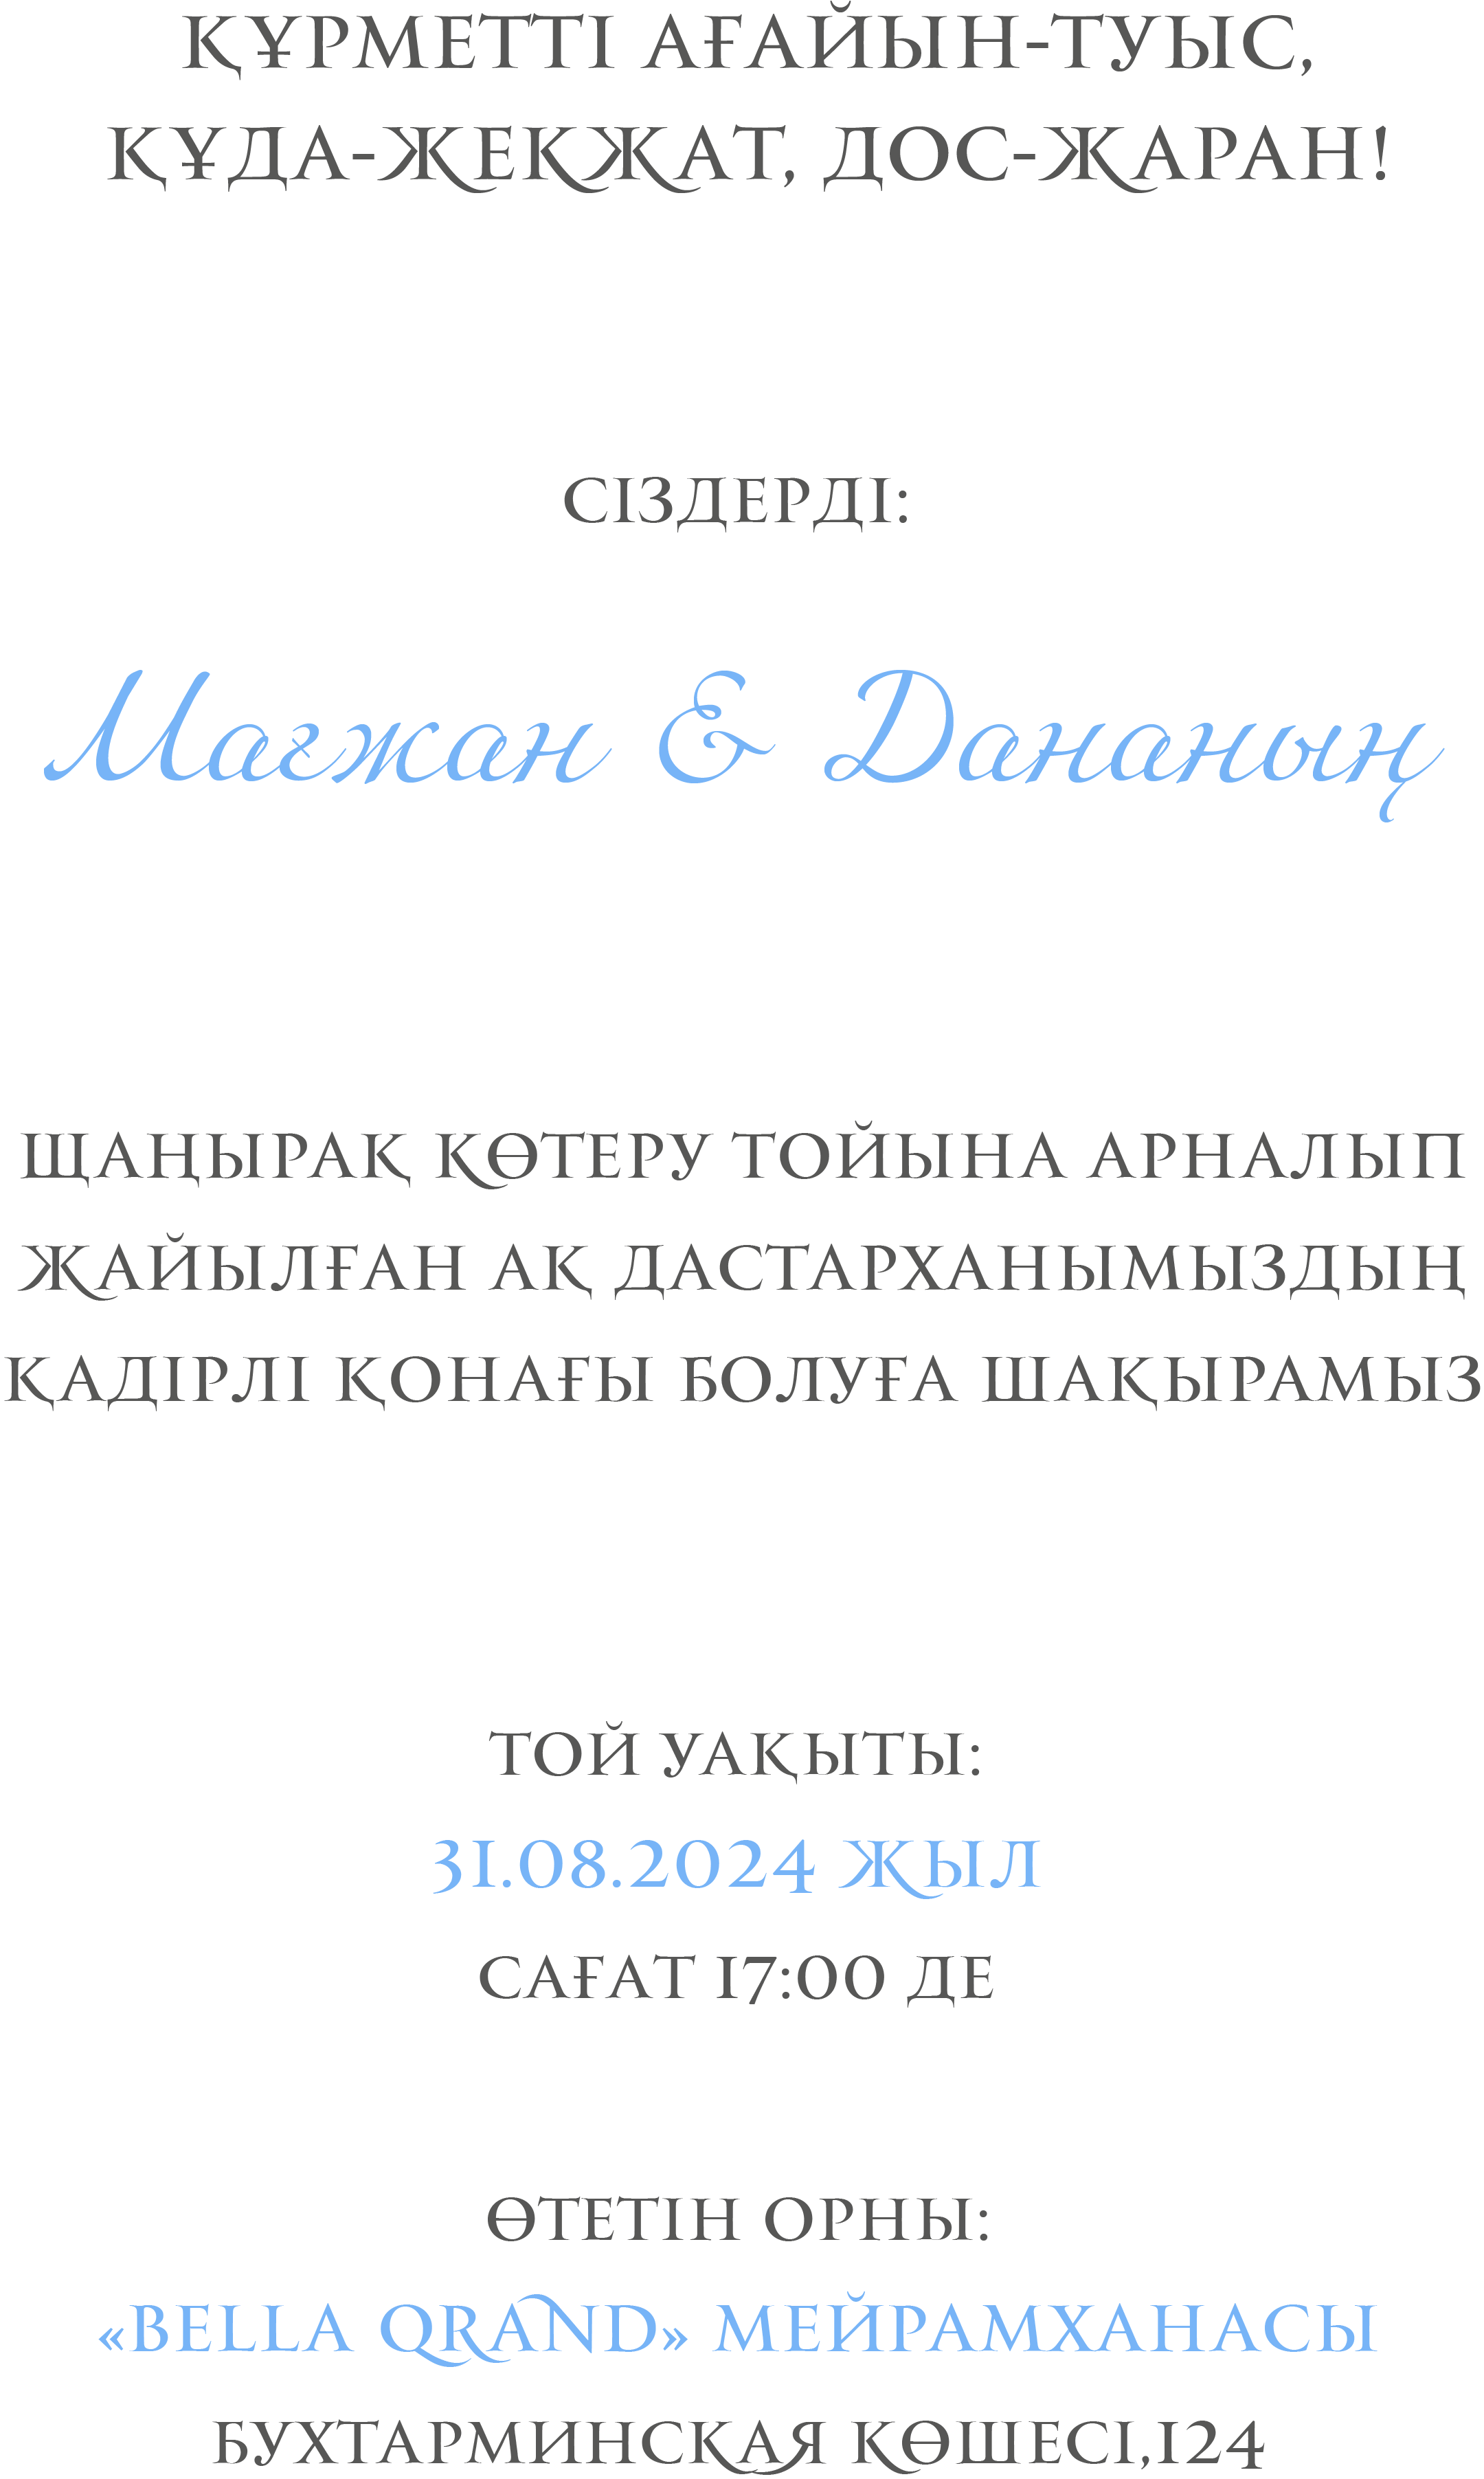 ҚҰРМЕТТІ АҒАЙЫН-ТУЫС,
ҚҰДА-ЖЕКЖАТ, ДОС-ЖАРАН!
СІЗДЕРДІ:
Мағжан & Дананың
ШАҢЫРАҚ КӨТЕРУ ТОЙЫНА АРНАЛЫП
ЖАЙЫЛҒАН АҚ ДАСТАРХАНЫМЫЗДЫҢ
ҚАДІРЛІ ҚОНАҒЫ БОЛУҒА ШАҚЫРАМЫЗ
ТОЙ УАҚЫТЫ:
31.08.2024 ЖЫЛ
САҒАТ 17:00 ДЕ
ӨТЕТІН ОРНЫ:
«BELLA QRAND» МЕЙРАМХАНАСЫ
БУХТАРМИНСКАЯ КӨШЕСІ,124